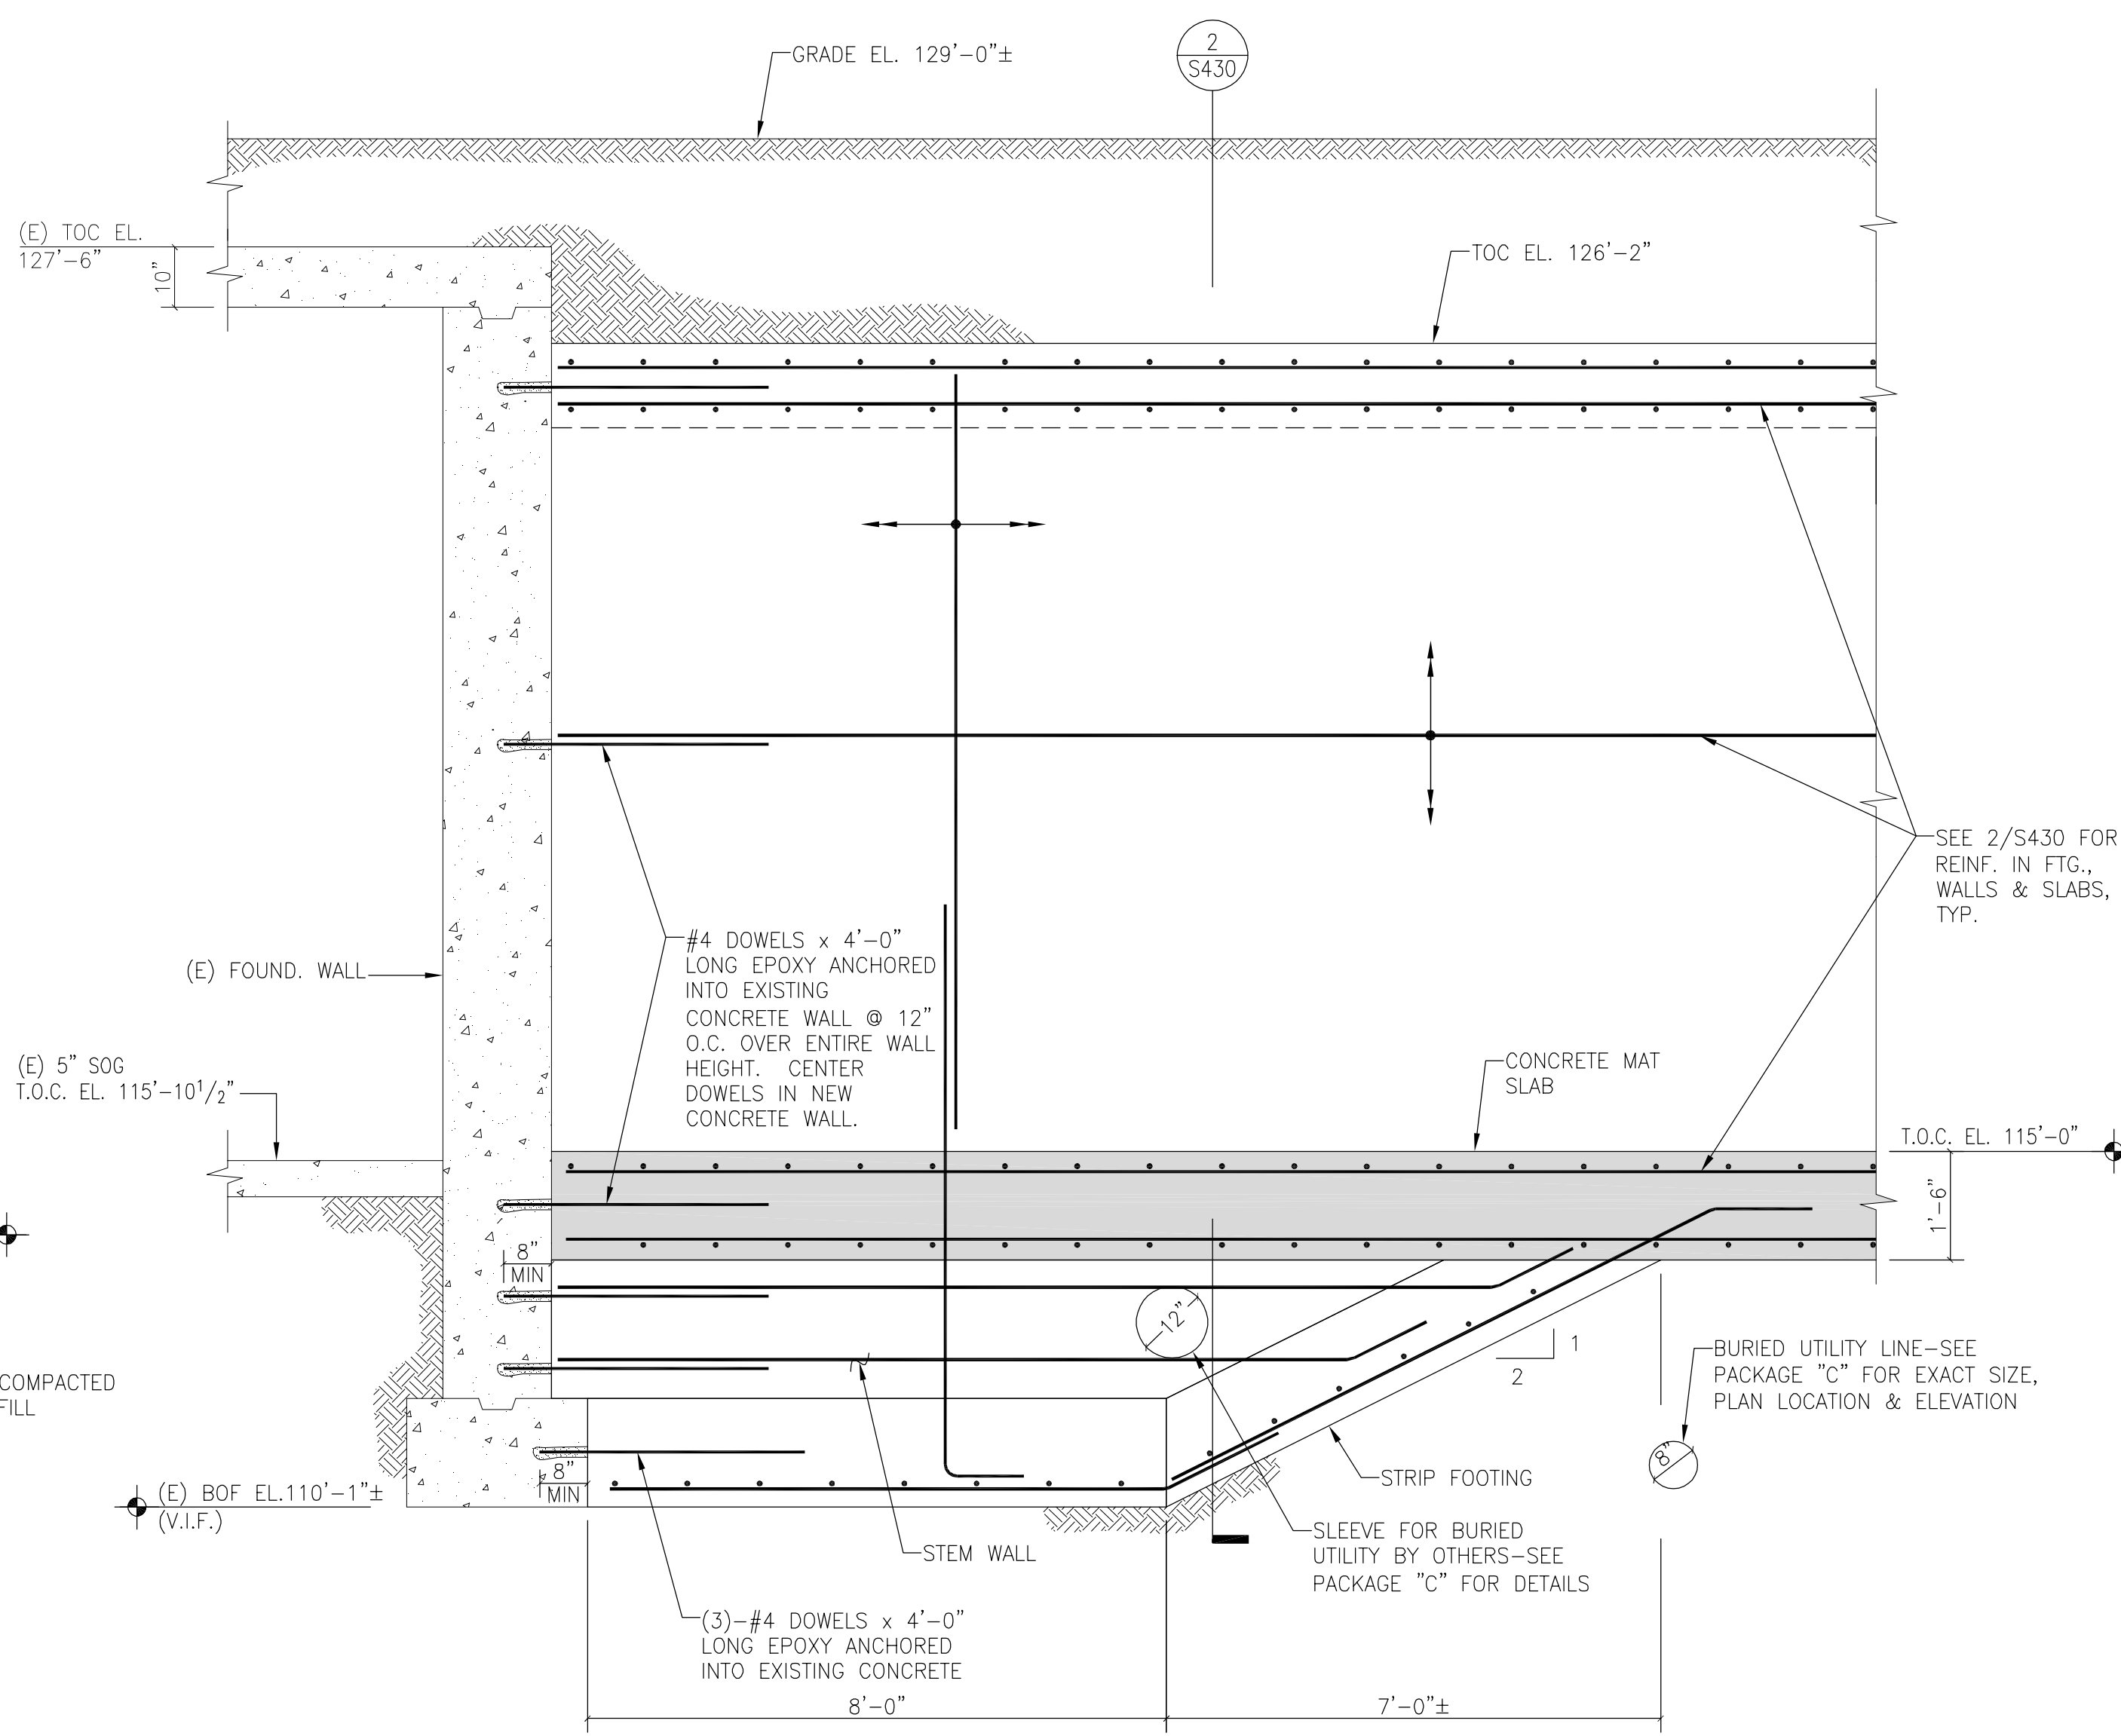 2
S430
GRADE EL. 129'-0"±
(E) TOC EL.
127'-6"
10"
TOC EL. 126'-2"
SEE 2/S430 FOR
REINF. IN FTG.,
WALLS & SLABS,
TYP.
#4 DOWELS x 4'-0"
LONG EPOXY ANCHORED
INTO EXISTING
CONCRETE WALL @ 12"
O.C. OVER ENTIRE WALL
HEIGHT. CENTER
DOWELS IN NEW
CONCRETE WALL.
(E) FOUND. WALL
(E) 5" SOG
T.O.C. EL. 115'-10 1/2"
CONCRETE MAT
SLAB
T.O.C. EL. 115'-0"
1'-6"
8"
MIN
12"
1
2
BURIED UTILITY LINE-SEE
PACKAGE "C" FOR EXACT SIZE,
PLAN LOCATION & ELEVATION
8"
COMPACTED
FILL
8"
MIN
(E) BOF EL.110'-1"±
(V.I.F.)
STRIP FOOTING
SLEEVE FOR BURIED
UTILITY BY OTHERS-SEE
PACKAGE "C" FOR DETAILS
STEM WALL
(3)-#4 DOWELS x 4'-0"
LONG EPOXY ANCHORED
INTO EXISTING CONCRETE
8'-0"
7'-0"±